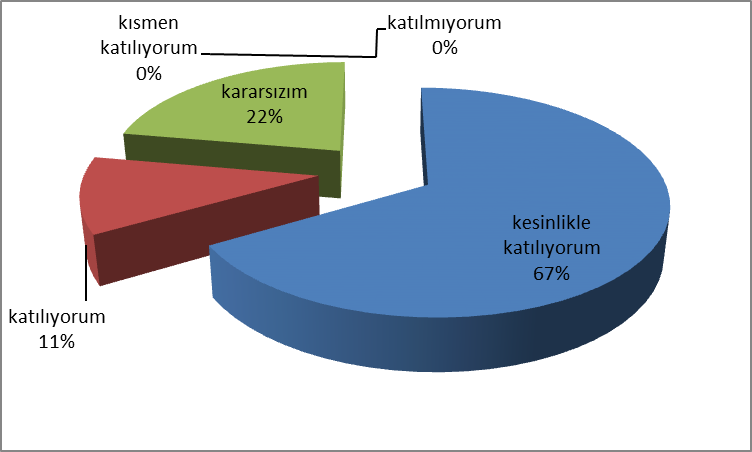 kısmen
katılıyorum
0%
katılmıyorum
0%
kararsızım
22%
kesinlikle
katılıyorum
67%
katılıyorum
11%